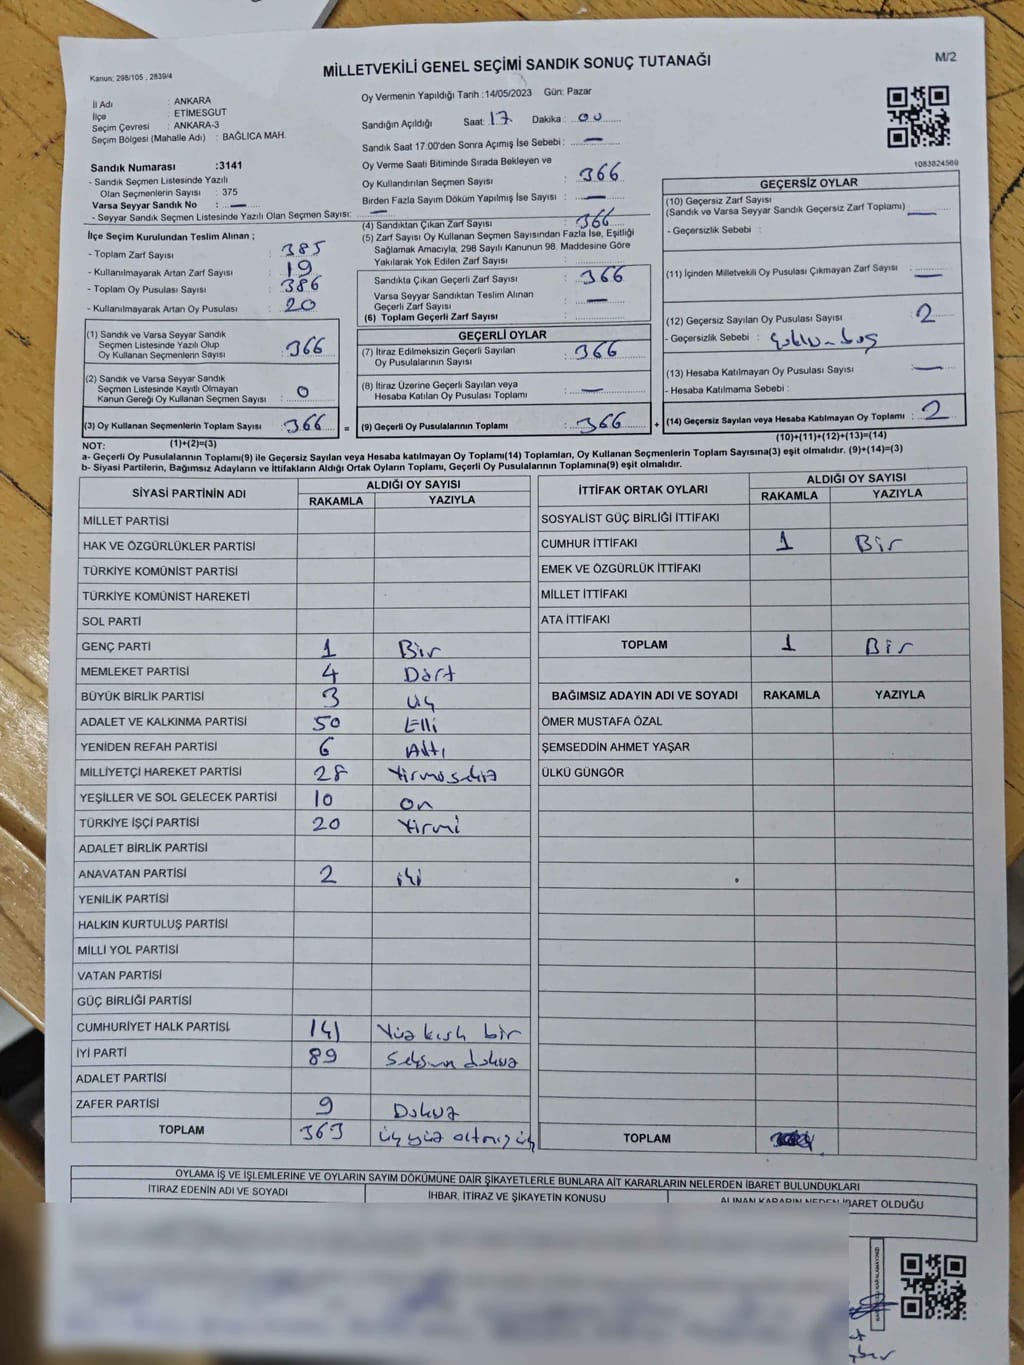 Kanun; 298/105 , 2839/4
MİLLETVEKİLİ GENEL SEÇİMİ SANDIK SONUÇ TUTANAĞI
M/2
İl Adı : ANKARA
İlçe : ETİMESGUT
Seçim Çevresi : ANKARA-3
Seçim Bölgesi (Mahalle Adı) : BAĞLICA MAH.
Sandık Numarası :3141
- Sandık Seçmen Listesinde Yazılı
Olan Seçmenlerin Sayısı : 375
Varsa Seyyar Sandık No : —
- Seyyar Sandık Seçmen Listesinde Yazılı Olan Seçmen Sayısı: —
İlçe Seçim Kurulundan Teslim Alınan ;
- Toplam Zarf Sayısı : 385
- Kullanılmayarak Artan Zarf Sayısı : 19
- Toplam Oy Pusulası Sayısı : 386
- Kullanılmayarak Artan Oy Pusulası : 20
(1) Sandık ve Varsa Seyyar Sandık
Seçmen Listesinde Yazılı Olup
Oy Kullanan Seçmenlerin Sayısı : 366
(2) Sandık ve Varsa Seyyar Sandık
Seçmen Listesinde Kayıtlı Olmayan
Kanun Gereği Oy Kullanan Seçmen Sayısı : 0
(3) Oy Kullanan Seçmenlerin Toplam Sayısı : 366 =
Oy Vermenin Yapıldığı Tarih :14/05/2023 Gün: Pazar
Sandığın Açıldığı Saat: 17 Dakika : 00
Sandık Saat 17:00'den Sonra Açımış İse Sebebi : —
Oy Verme Saati Bitiminde Sırada Bekleyen ve
Oy Kullandırılan Seçmen Sayısı : 366
Birden Fazla Sayım Döküm Yapılmış İse Sayısı : —
(4) Sandıktan Çıkan Zarf Sayısı : 366
(5) Zarf Sayısı Oy Kullanan Seçmen Sayısından Fazla İse, Eşitliği
Sağlamak Amacıyla, 298 Sayılı Kanunun 98. Maddesine Göre
Yakılarak Yok Edilen Zarf Sayısı :
Sandıkta Çıkan Geçerli Zarf Sayısı : 366
Varsa Seyyar Sandıktan Teslim Alınan
Geçerli Zarf Sayısı : —
(6) Toplam Geçerli Zarf Sayısı :
GEÇERLİ OYLAR
(7) İtiraz Edilmeksizin Geçerli Sayılan
Oy Pusulalarının Sayısı : 366
(8) İtiraz Üzerine Geçerli Sayılan veya
Hesaba Katılan Oy Pusulası Toplamı : —
(9) Geçerli Oy Pusulalarının Toplamı : 366 +
1083824569
GEÇERSİZ OYLAR
(10) Geçersiz Zarf Sayısı
(Sandık ve Varsa Seyyar Sandık Geçersiz Zarf Toplamı) —
- Geçersizlik Sebebi :
(11) İçinden Milletvekili Oy Pusulası Çıkmayan Zarf Sayısı : —
(12) Geçersiz Sayılan Oy Pusulası Sayısı : 2
- Geçersizlik Sebebi :
(13) Hesaba Katılmayan Oy Pusulası Sayısı : —
- Hesaba Katılmama Sebebi :
(14) Geçersiz Sayılan veya Hesaba Katılmayan Oy Toplamı : 2
NOT: (1)+(2)=(3) (10)+(11)+(12)+(13)=(14)
a- Geçerli Oy Pusulalarının Toplamı(9) ile Geçersiz Sayılan veya Hesaba katılmayan Oy Toplamı(14) Toplamları, Oy Kullanan Seçmenlerin Toplam Sayısına(3) eşit olmalıdır. (9)+(14)=(3)
b- Siyasi Partilerin, Bağımsız Adayların ve İttifakların Aldığı Ortak Oyların Toplamı, Geçerli Oy Pusulalarının Toplamına(9) eşit olmalıdır.
SİYASİ PARTİNİN ADI ALDIĞI OY SAYISI
RAKAMLA YAZIYLA
MİLLET PARTİSİ
HAK VE ÖZGÜRLÜKLER PARTİSİ
TÜRKİYE KOMÜNİST PARTİSİ
TÜRKİYE KOMÜNİST HAREKETİ
SOL PARTİ
GENÇ PARTİ 1 Bir
MEMLEKET PARTİSİ 4 Dört
BÜYÜK BİRLİK PARTİSİ 3 üç
ADALET VE KALKINMA PARTİSİ 50 Elli
YENİDEN REFAH PARTİSİ 6 Altı
MİLLİYETÇİ HAREKET PARTİSİ 28 Yirmisekiz
YEŞİLLER VE SOL GELECEK PARTİSİ 10 on
TÜRKİYE İŞÇİ PARTİSİ 20 Yirmi
ADALET BİRLİK PARTİSİ
ANAVATAN PARTİSİ 2 iki
YENİLİK PARTİSİ
HALKIN KURTULUŞ PARTİSİ
MİLLİ YOL PARTİSİ
VATAN PARTİSİ
GÜÇ BİRLİĞİ PARTİSİ
CUMHURİYET HALK PARTİSİ 141 Yüz kırk bir
İYİ PARTİ 89 Seksen dokuz
ADALET PARTİSİ
ZAFER PARTİSİ 9 Dokuz
TOPLAM 363 üç yüz altmış üç
İTTİFAK ORTAK OYLARI ALDIĞI OY SAYISI
RAKAMLA YAZIYLA
SOSYALİST GÜÇ BİRLİĞİ İTTİFAKI
CUMHUR İTTİFAKI 1 Bir
EMEK VE ÖZGÜRLÜK İTTİFAKI
MİLLET İTTİFAKI
ATA İTTİFAKI
TOPLAM 1 Bir
BAĞIMSIZ ADAYIN ADI VE SOYADI RAKAMLA YAZIYLA
ÖMER MUSTAFA ÖZAL
ŞEMSEDDİN AHMET YAŞAR
ÜLKÜ GÜNGÖR
TOPLAM
OYLAMA İŞ VE İŞLEMLERİNE VE OYLARIN SAYIM DÖKÜMÜNE DAİR ŞİKAYETLERLE BUNLARA AİT KARARLARIN NELERDEN İBARET BULUNDUKLARI
İTİRAZ EDENİN ADI VE SOYADI İHBAR, İTİRAZ VE ŞİKAYETİN KONUSU ALINAN KARARIN NEDEN İBARET OLDUĞU